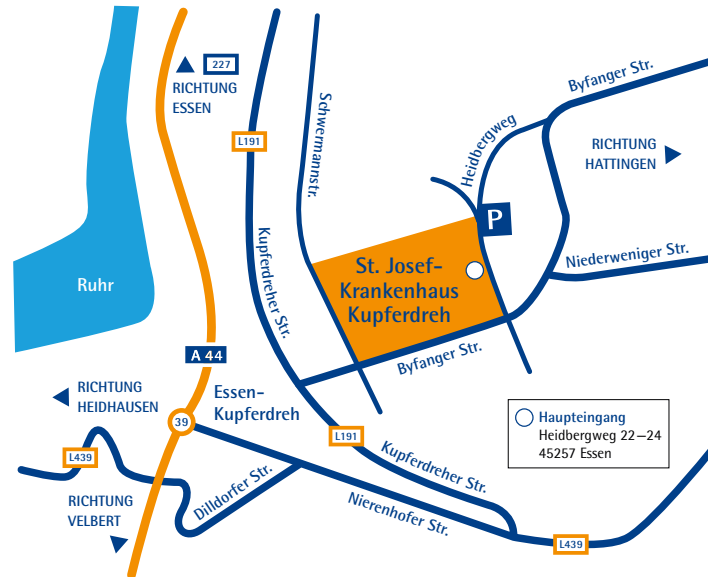 227
RICHTUNG
ESSEN
L191
Schwermannstr.
Heidbergweg
Byfanger Str.
RICHTUNG
HATTINGEN
P
Kupferdreher Str.
St. Josef-
Krankenhaus
Kupferdreh
Niederweniger Str.
Ruhr
A 44
Byfanger Str.
RICHTUNG
HEIDHAUSEN
Essen-
Kupferdreh
39
Haupteingang
Heidbergweg 22–24
45257 Essen
L191
L439
Kupferdreher Str.
Dilldorfer Str.
Nierenhofer Str.
RICHTUNG
VELBERT
L439